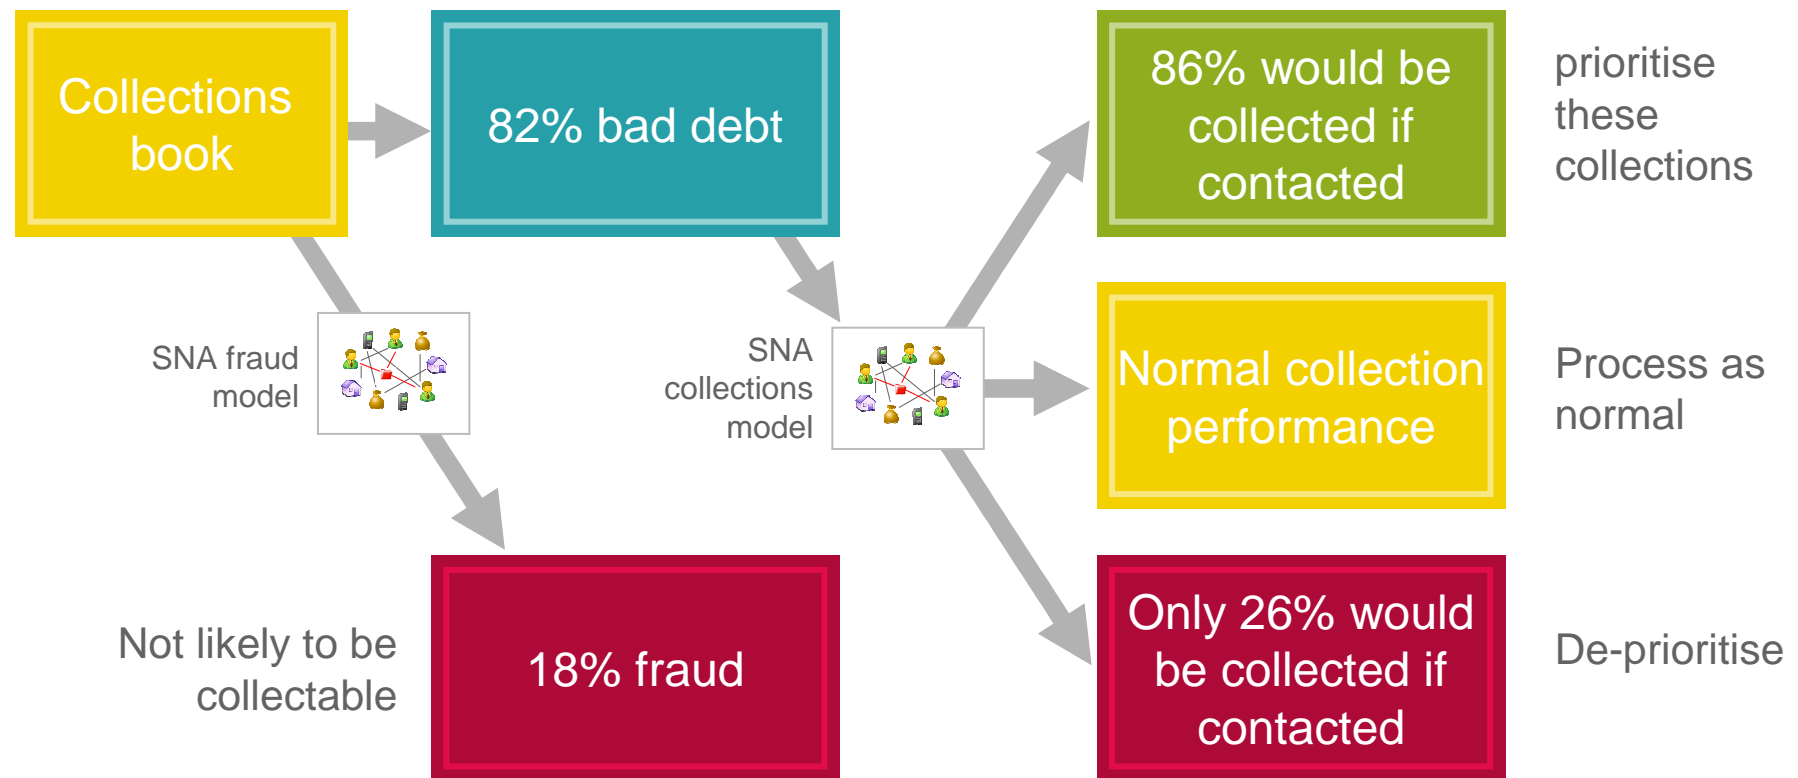 Collections
book
82% bad debt
86% would be
collected if
contacted
prioritise
these
collections
SNA fraud
model
SNA
collections
model
Normal collection
performance
Process as
normal
Not likely to be
collectable
18% fraud
Only 26% would
be collected if
contacted
De-prioritise